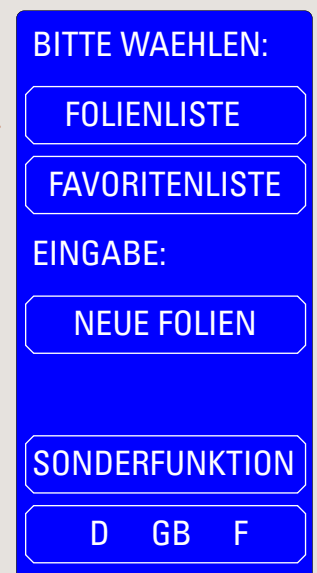 BITTE WAEHLEN:
FOLIENLISTE
FAVORITENLISTE
EINGABE:
NEUE FOLIEN
SONDERFUNKTION
D GB F